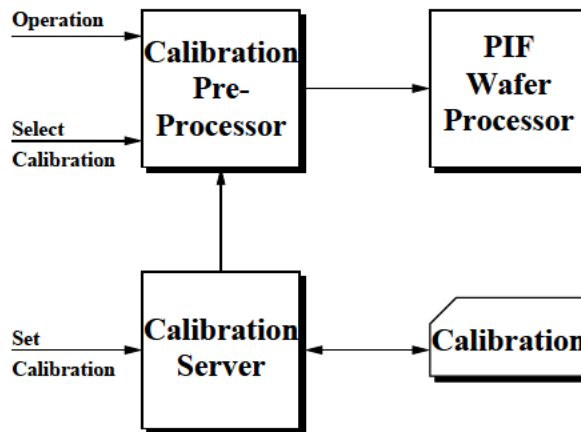 Operation
Calibration
Pre-
Processor
PIF
Wafer
Processor
Select
Calibration
Set
Calibration
Calibration
Server
Calibration